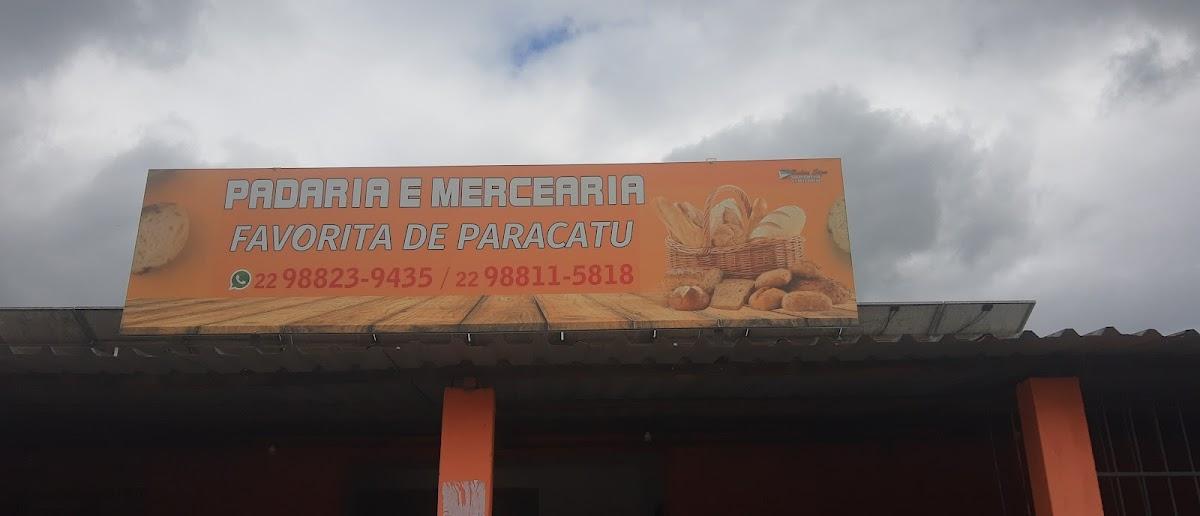 PADARIA E MERCEARIA
FAVORITA DE PARACATU
22 98823-9435 / 22 98811-5818